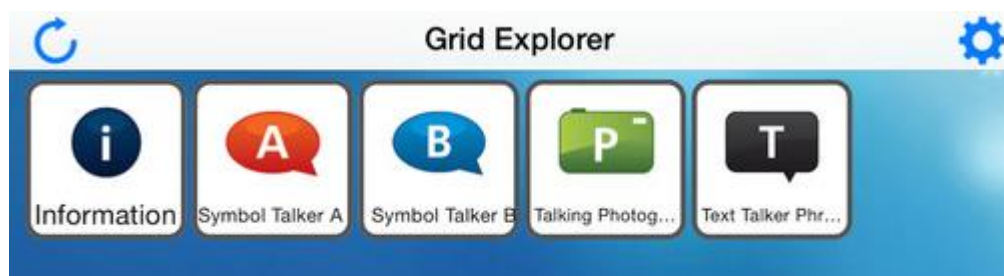 Grid Explorer
i
A
B
P
T
Information
Symbol Talker A
Symbol Talker B
Talking Photog...
Text Talker Phr...